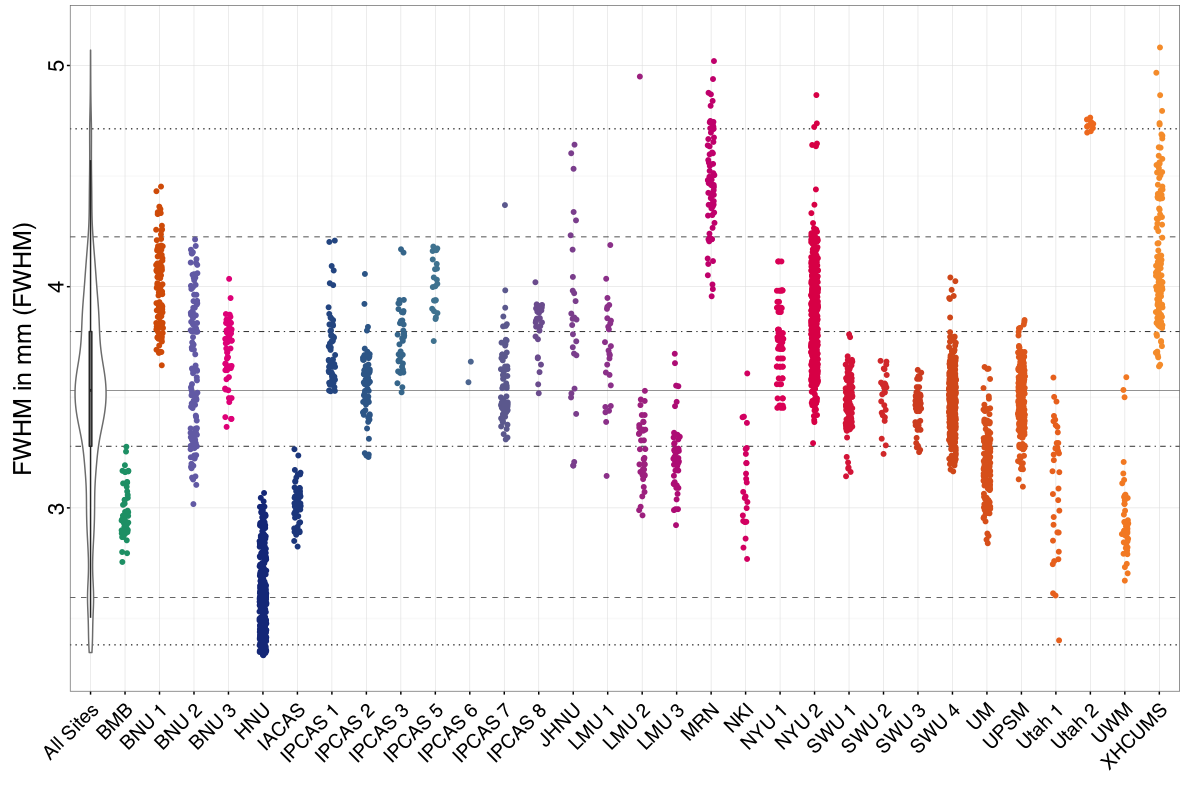 FWHM in mm (FWHM)
5
4
3
All Sites
BMB
BNU 1
BNU 2
BNU 3
HNU
IACAS
IPCAS 1
IPCAS 2
IPCAS 3
IPCAS 5
IPCAS 6
IPCAS 7
IPCAS 8
JHNU
LMU 1
LMU 2
LMU 3
MRN
NKI
NYU 1
NYU 2
SWU 1
SWU 2
SWU 3
SWU 4
UM
UPSM
Utah 1
Utah 2
UWM
XHCUMS